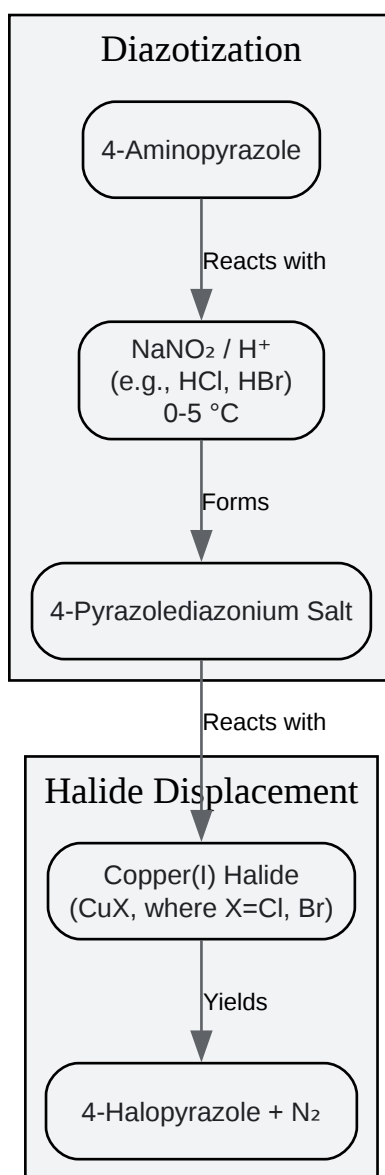 Diazotization
4-Aminopyrazole
Reacts with
NaNO₂ / H⁺
(e.g., HCl, HBr)
0-5 °C
Forms
4-Pyrazolediazonium Salt
Reacts with
Halide Displacement
Copper(I) Halide
(CuX, where X=Cl, Br)
Yields
4-Halopyrazole + N₂